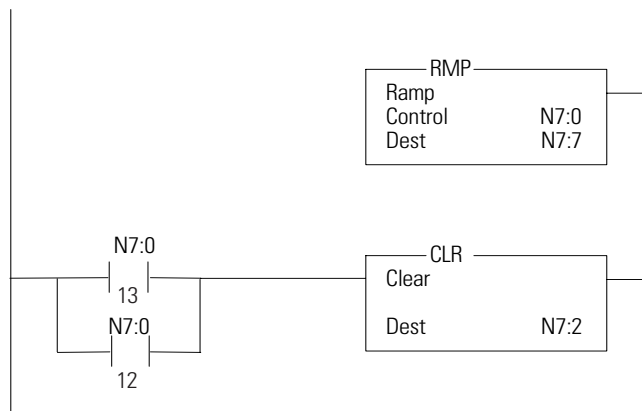 RMP
Ramp
Control N7:0
Dest N7:7
N7:0
13
N7:0
12
CLR
Clear
Dest N7:2